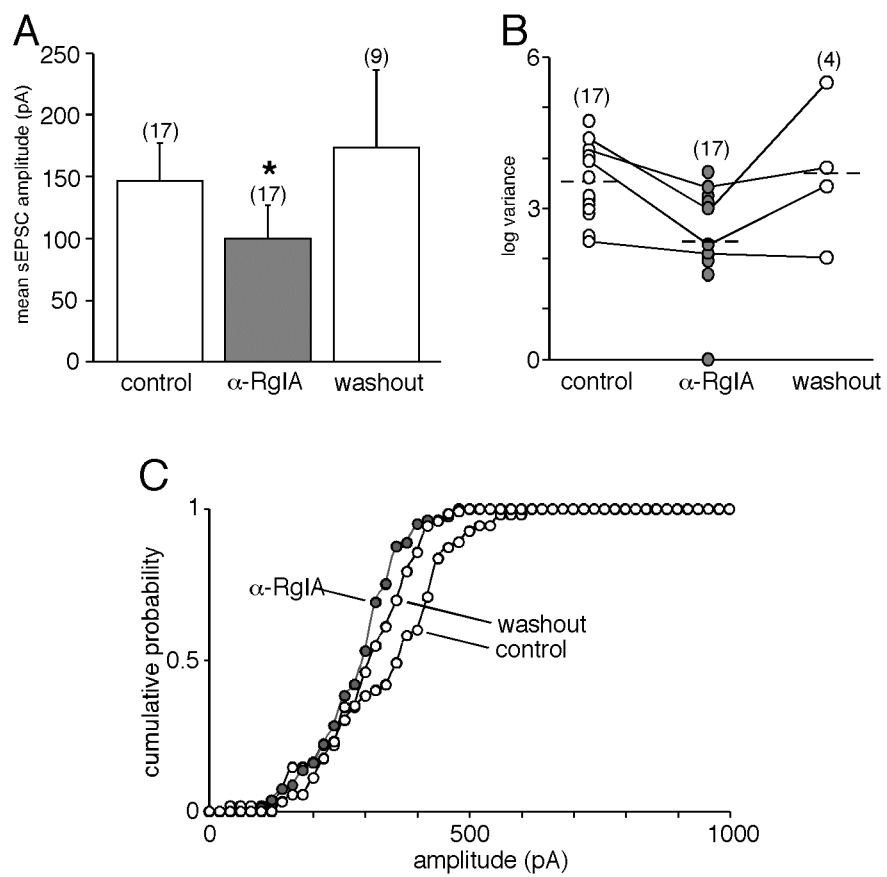 A
mean sEPSC amplitude (pA)
250
200
150
100
50
0
(17)
*
(17)
(9)
control
α-RgIA
washout
B
log variance
6
3
0
(17)
(17)
(4)
control
α-RgIA
washout
C
cumulative probability
1
0.5
0
α-RgIA
washout
control
0
500
1000
amplitude (pA)